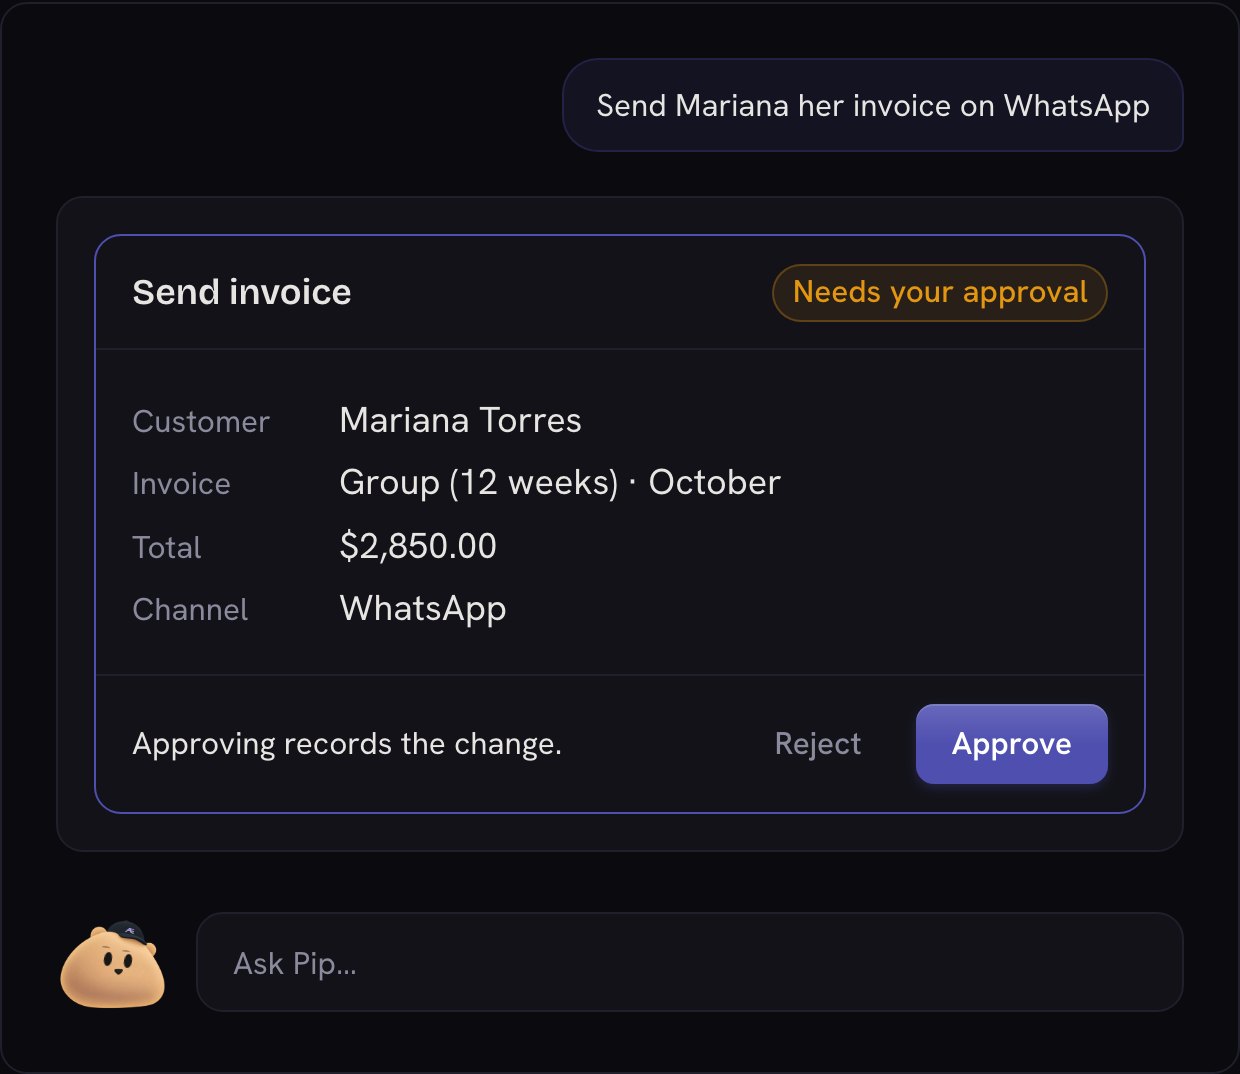 Send Mariana her invoice on WhatsApp
Send invoice
Needs your approval
Customer Mariana Torres
Invoice Group (12 weeks) · October
Total $2,850.00
Channel WhatsApp
Approving records the change.
Reject
Approve
Ask Pip...